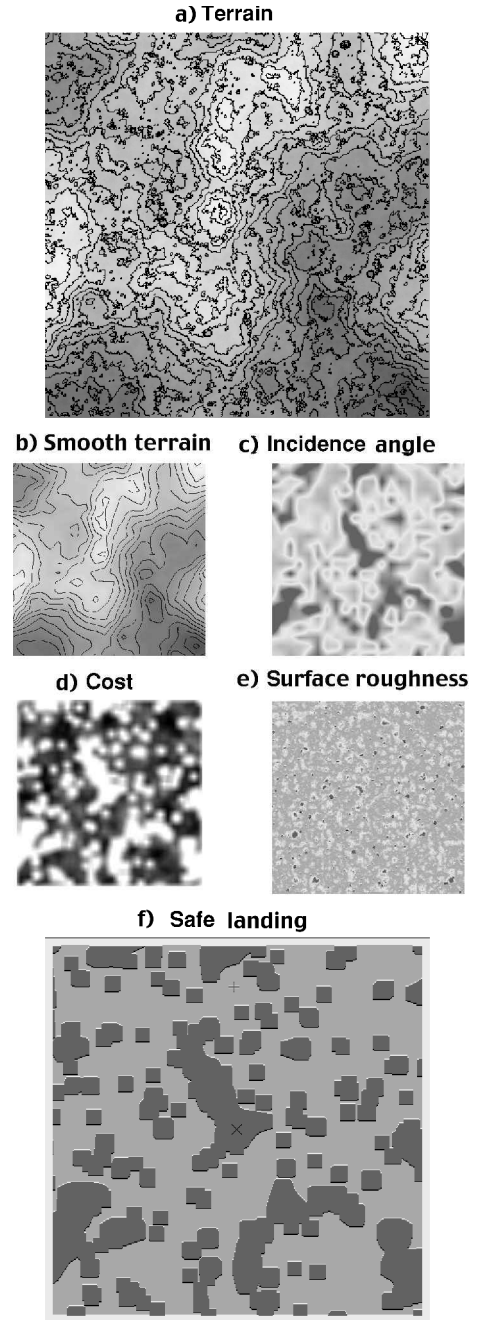 a) Terrain
b) Smooth terrain
c) Incidence angle
d) Cost
e) Surface roughness
f) Safe landing